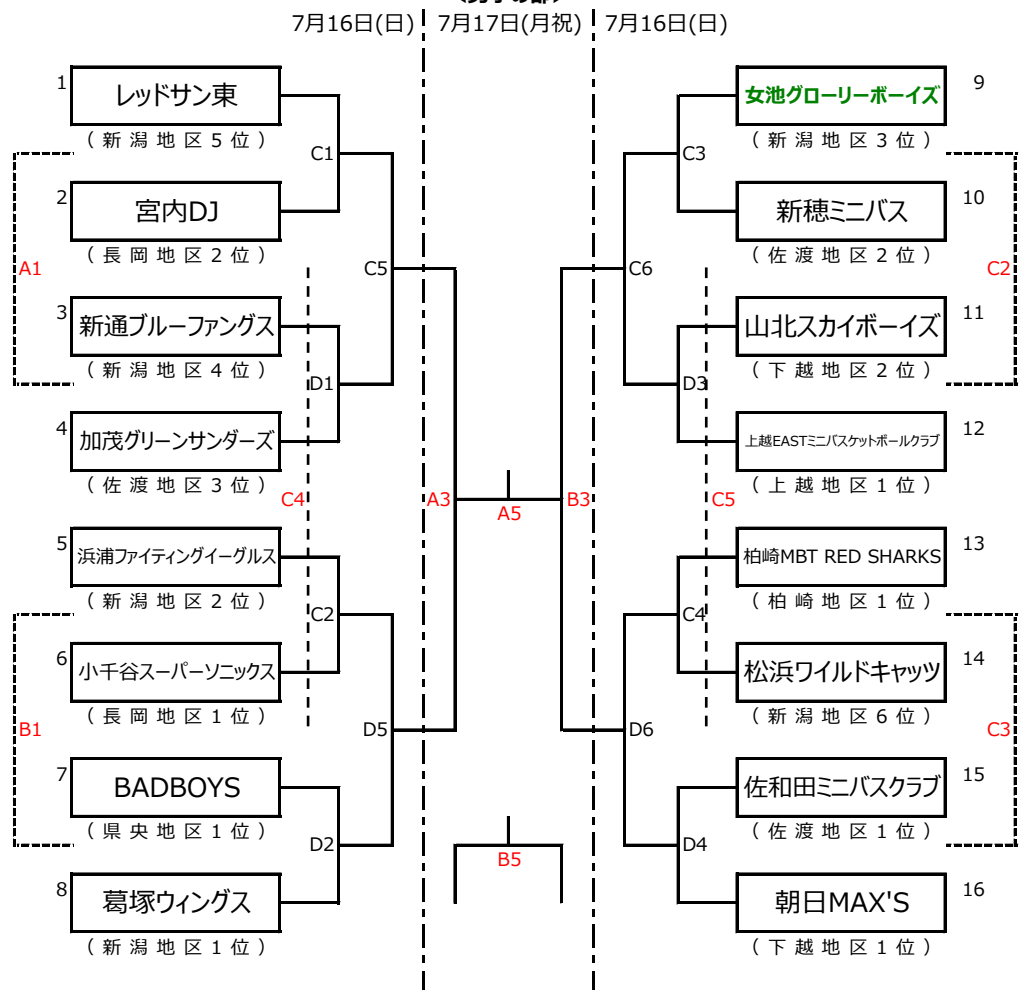 7月16日(日)
7月17日(月祝)
7月16日(日)
1
レッドサン東
(新潟地区5位)
C1
2
宮内DJ
(長岡地区2位)
A1
C5
3
新通ブルーファングス
(新潟地区4位)
D1
4
加茂グリーンサンダーズ
(佐渡地区3位)
C4
A3
5
浜浦ファイティングイーグルス
(新潟地区2位)
C2
6
小千谷スーパーソニックス
(長岡地区1位)
B1
D5
7
BADBOYS
(県央地区1位)
D2
8
葛塚ウィングス
(新潟地区1位)
A5
B5
9
女池グローリーボーイズ
(新潟地区3位)
C3
10
新穂ミニバス
(佐渡地区2位)
C6
C2
11
山北スカイボーイズ
(下越地区2位)
D3
12
上越EASTミニバスケットボールクラブ
(上越地区1位)
B3
C5
13
柏崎MBT RED SHARKS
(柏崎地区1位)
C4
14
松浜ワイルドキャッツ
(新潟地区6位)
D6
C3
15
佐和田ミニバスクラブ
(佐渡地区1位)
D4
16
朝日MAX'S
(下越地区1位)